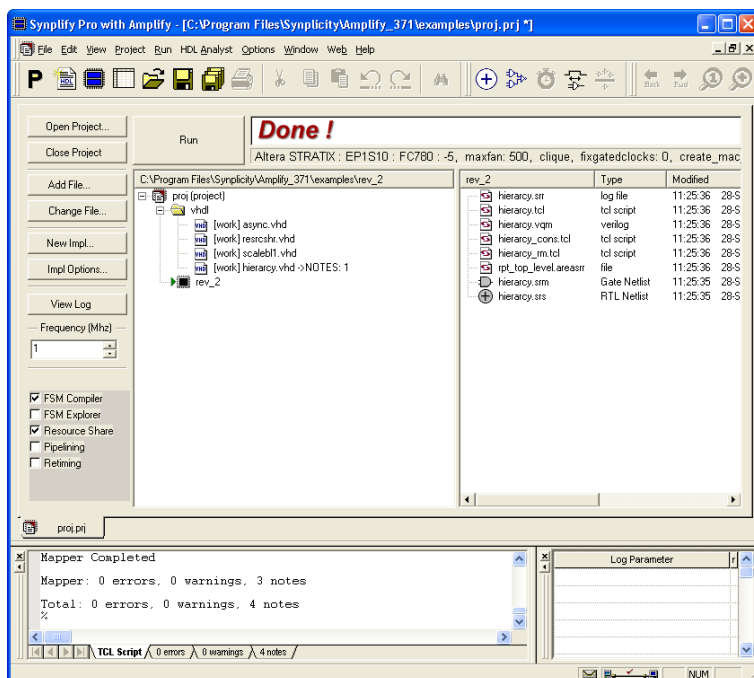 Synplify Pro with Amplify - [C:\Program Files\Synplicity\Amplify_371\examples\proj.prj *]
File Edit View Project Run HDL Analyst Options Window Web Help
P
Back Fwd
Open Project...
Close Project
Run
Done !
Altera STRATIX : EP1S10 : FC780 : -5, maxfan: 500, clique, fixgatedclocks: 0, create_mac
Add File...
Change File...
New Impl...
Impl Options...
View Log
Frequency (Mhz)
1
FSM Compiler
FSM Explorer
Resource Share
Pipelining
Retiming
C:\Program Files\Synplicity\Amplify_371\examples\rev_2
proj (project)
vhdl
[work] async.vhd
[work] resrcshr.vhd
[work] scalebl1.vhd
[work] hierarcy.vhd ->NOTES: 1
rev_2
rev_2 Type Modified
hierarcy.srr log file 11:25:36 28-S
hierarcy.tcl tcl script 11:25:36 28-S
hierarcy.vqm verilog 11:25:36 28-S
hierarcy_cons.tcl tcl script 11:25:36 28-S
hierarcy_rm.tcl tcl script 11:25:36 28-S
rpt_top_level.areasrr file 11:25:36 28-S
hierarcy.srm Gate Netlist 11:25:35 28-S
hierarcy.srs RTL Netlist 11:25:35 28-S
proj.prj
Mapper Completed
Mapper: 0 errors, 0 warnings, 3 notes
Total: 0 errors, 0 warnings, 4 notes
%
TCL Script 0 errors 0 warnings 4 notes
Log Parameter r
NUM